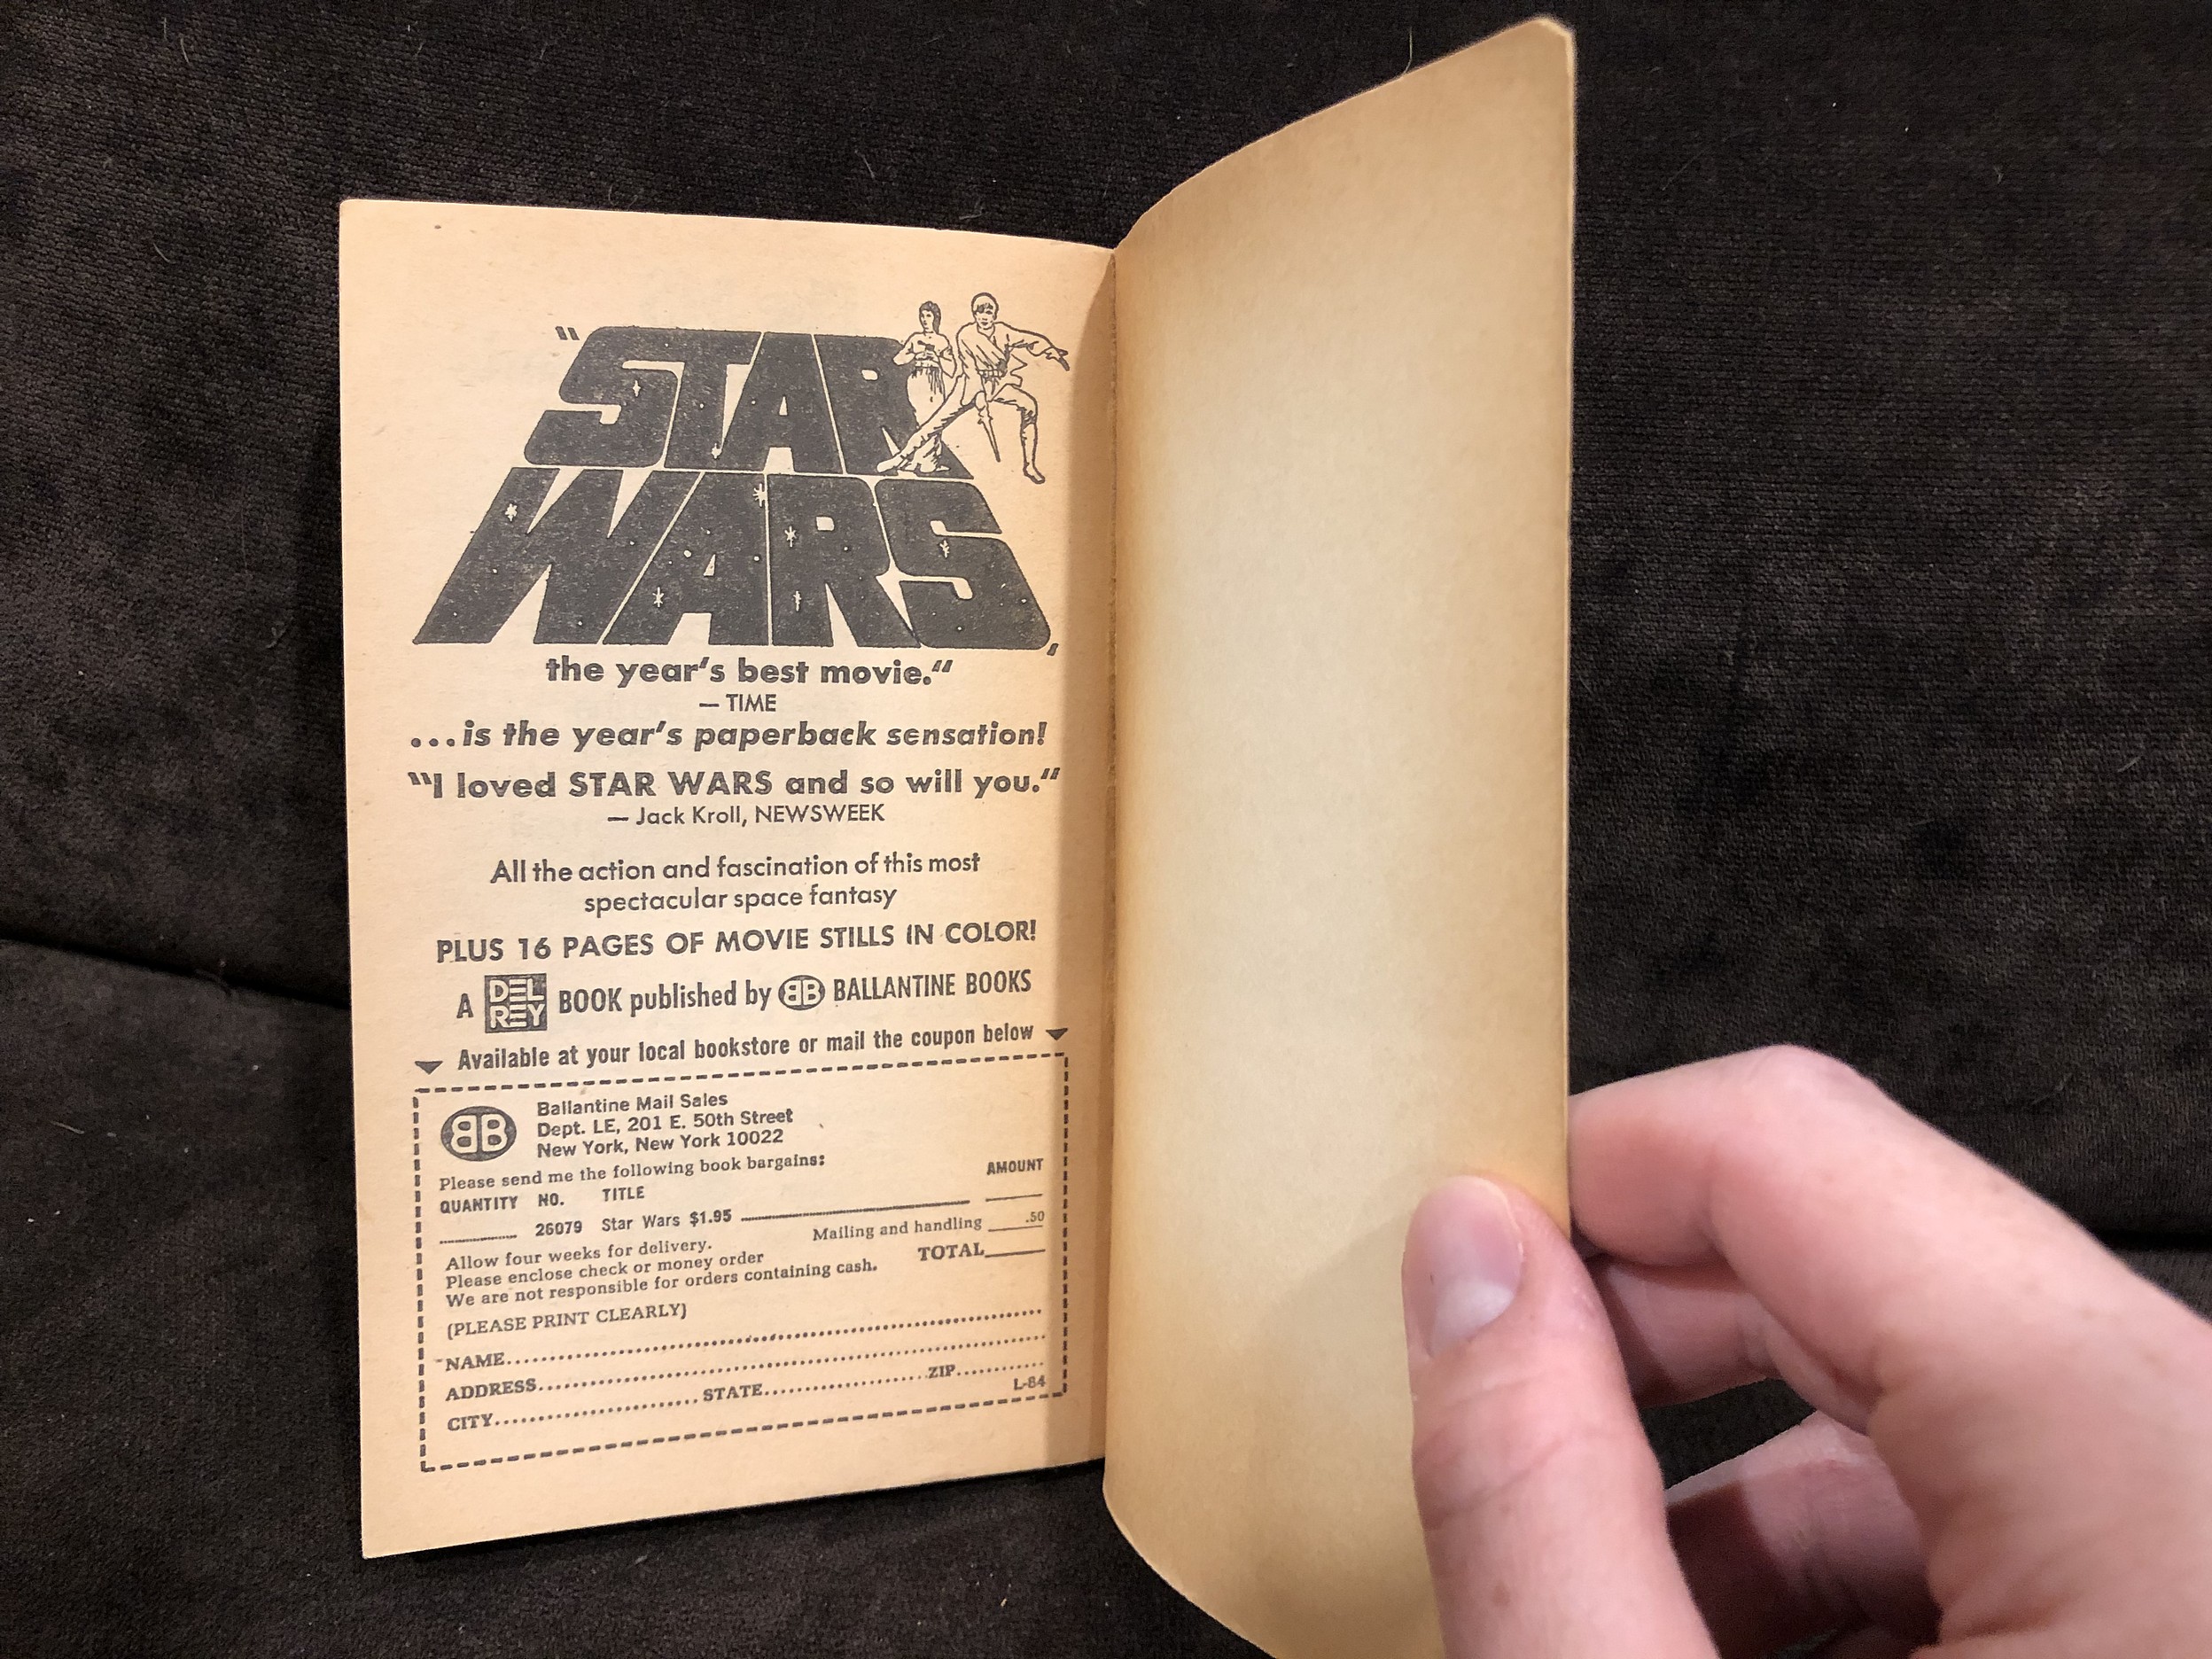 "STAR
WARS,
the year's best movie."
— TIME
...is the year's paperback sensation!
"I loved STAR WARS and so will you."
— Jack Kroll, NEWSWEEK
All the action and fascination of this most
spectacular space fantasy
PLUS 16 PAGES OF MOVIE STILLS IN COLOR!
A DEL REY BOOK published by BB BALLANTINE BOOKS
Available at your local bookstore or mail the coupon below
BB
Ballantine Mail Sales
Dept. LE, 201 E. 50th Street
New York, New York 10022
Please send me the following book bargains:
QUANTITY NO. TITLE AMOUNT
26079 Star Wars $1.95
Mailing and handling .50
Allow four weeks for delivery.
Please enclose check or money order TOTAL
We are not responsible for orders containing cash.
(PLEASE PRINT CLEARLY)
NAME
ADDRESS
CITY STATE ZIP
L-84